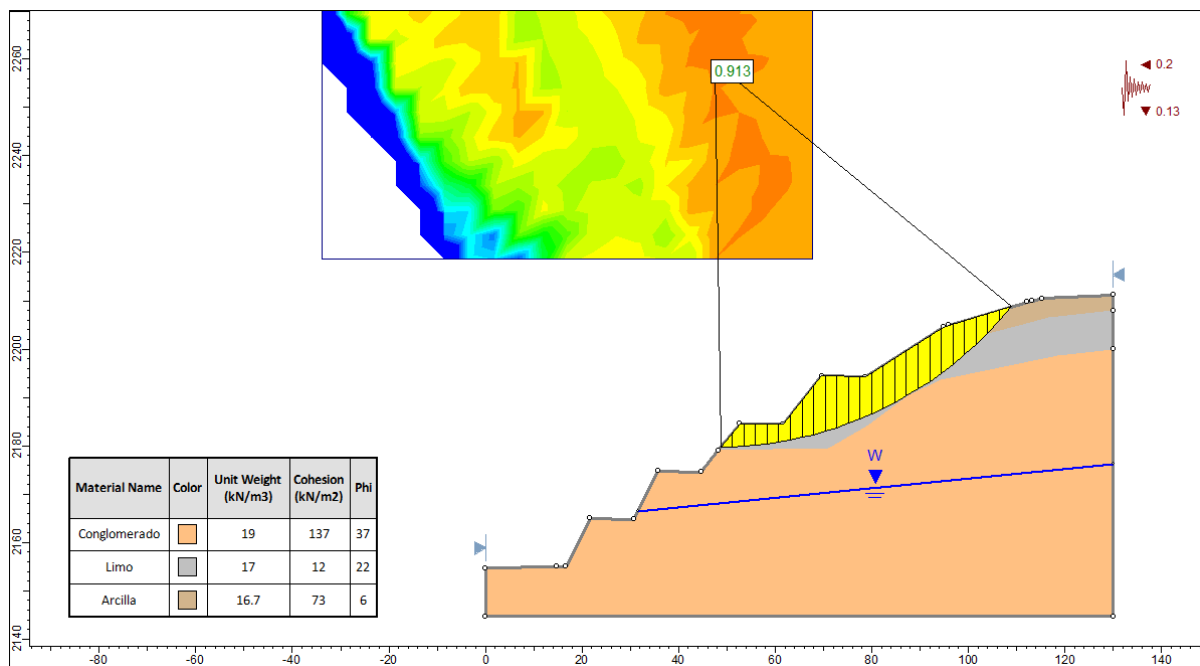 2260
2240
2220
2200
2180
2160
2140
0.913
0.2
0.13
W
Material Name Color Unit Weight (kN/m3) Cohesion (kN/m2) Phi
Conglomerado 19 137 37
Limo 17 12 22
Arcilla 16.7 73 6
-80 -60 -40 -20 0 20 40 60 80 100 120 140